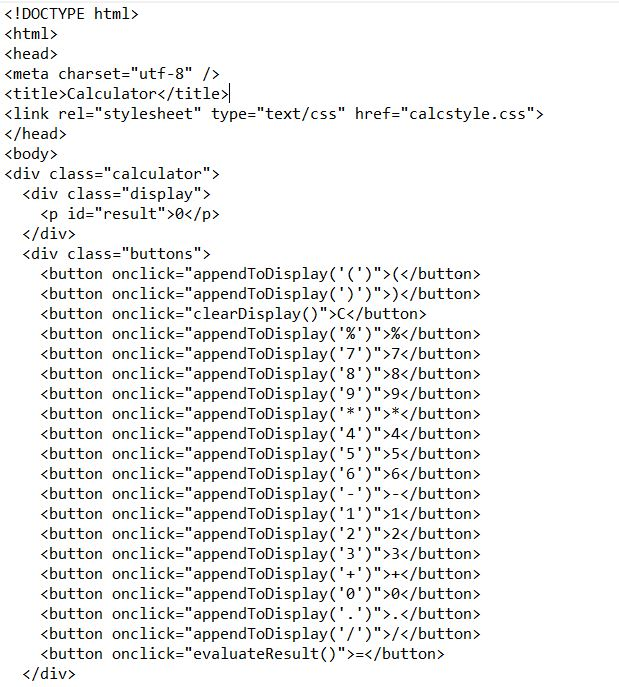 <!DOCTYPE html>
<html>
<head>
<meta charset="utf-8" />
<title>Calculator</title>
<link rel="stylesheet" type="text/css" href="calcstyle.css">
</head>
<body>
<div class="calculator">
  <div class="display">
    <p id="result">0</p>
  </div>
  <div class="buttons">
    <button onclick="appendToDisplay('(')">(</button>
    <button onclick="appendToDisplay(')')">)</button>
    <button onclick="clearDisplay()">C</button>
    <button onclick="appendToDisplay('%')">%</button>
    <button onclick="appendToDisplay('7')">7</button>
    <button onclick="appendToDisplay('8')">8</button>
    <button onclick="appendToDisplay('9')">9</button>
    <button onclick="appendToDisplay('*')">*</button>
    <button onclick="appendToDisplay('4')">4</button>
    <button onclick="appendToDisplay('5')">5</button>
    <button onclick="appendToDisplay('6')">6</button>
    <button onclick="appendToDisplay('-')">-</button>
    <button onclick="appendToDisplay('1')">1</button>
    <button onclick="appendToDisplay('2')">2</button>
    <button onclick="appendToDisplay('3')">3</button>
    <button onclick="appendToDisplay('+')">+</button>
    <button onclick="appendToDisplay('0')">0</button>
    <button onclick="appendToDisplay('.')">.</button>
    <button onclick="appendToDisplay('/')">/</button>
    <button onclick="evaluateResult()">=</button>
  </div>